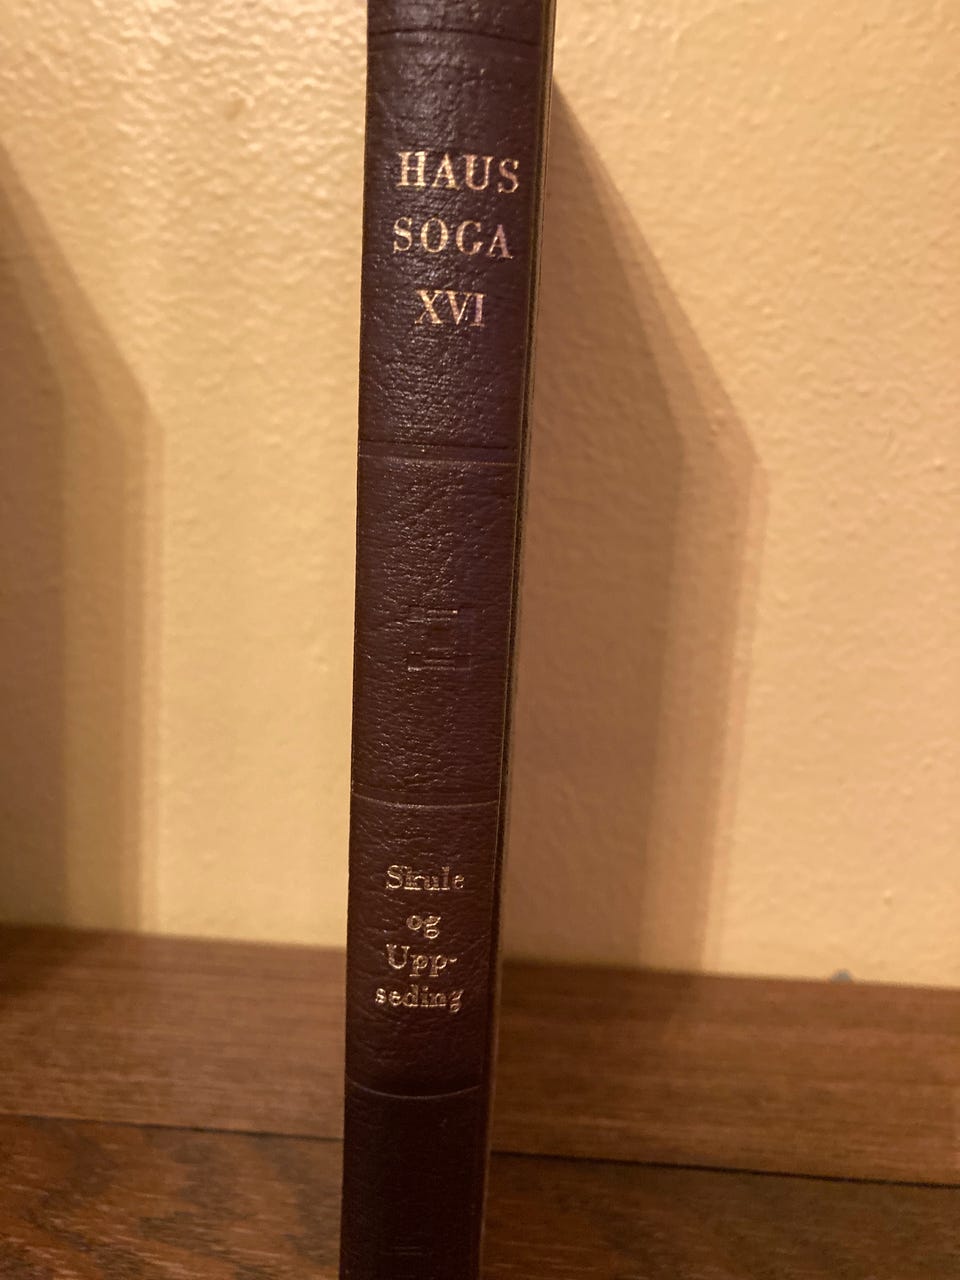 HAUS
SOGA
XVI
Skule
og
Upp-
seding